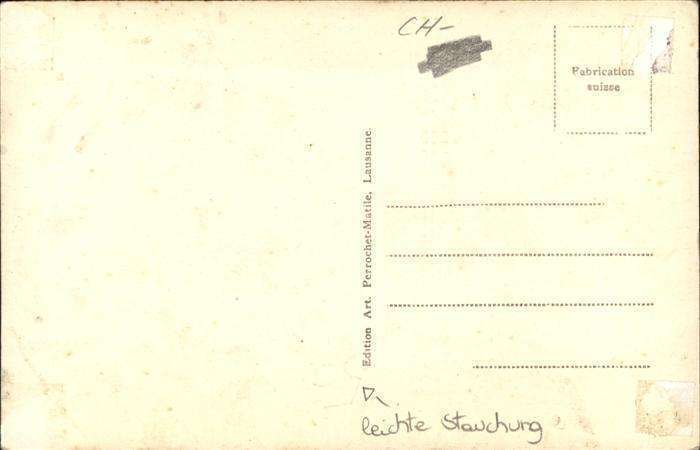 CH-
Fabrication
suisse
Edition Art. Perrochet-Matile, Lausanne.
leichte Stauchung